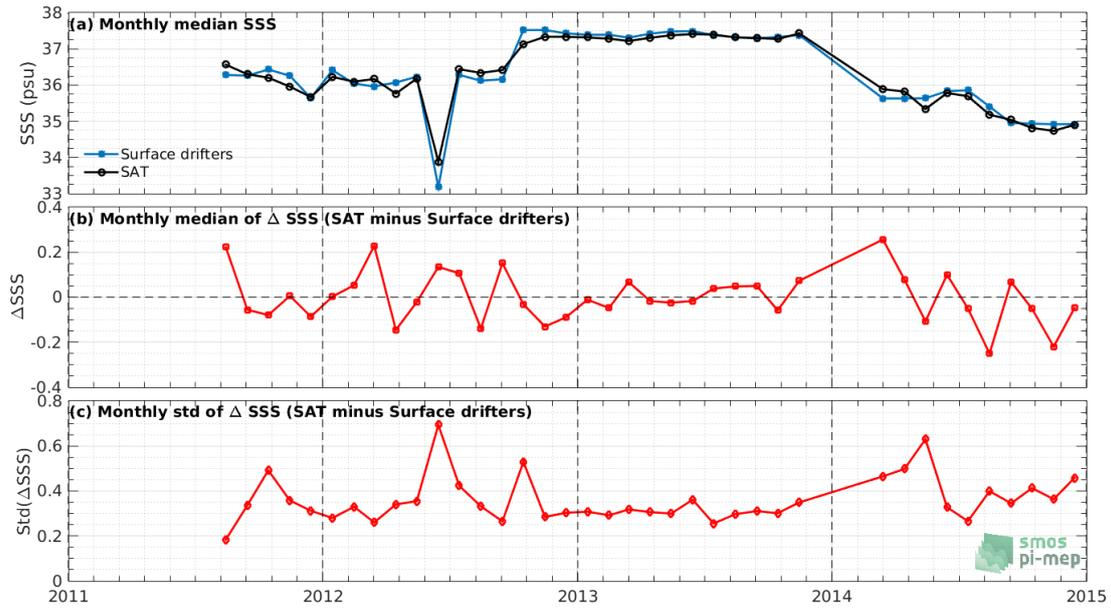 (a) Monthly median SSS
38
37
36
35
34
33
SSS (psu)
Surface drifters
SAT
(b) Monthly median of Δ SSS (SAT minus Surface drifters)
0.4
0.2
0
-0.2
-0.4
ΔSSS
(c) Monthly std of Δ SSS (SAT minus Surface drifters)
0.8
0.6
0.4
0.2
0
Std(ΔSSS)
smos
pi-mep
2011
2012
2013
2014
2015